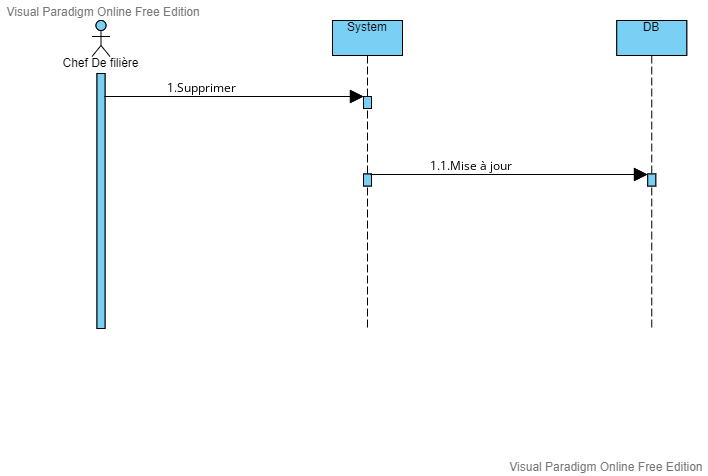 Visual Paradigm Online Free Edition
System
DB
Chef De filière
1.Supprimer
1.1.Mise à jour
Visual Paradigm Online Free Edition